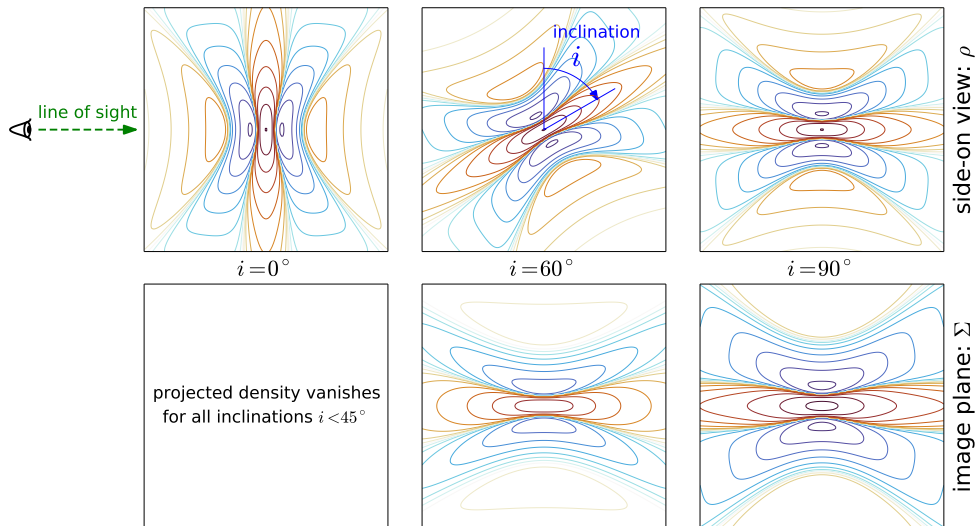 inclination
i
line of sight
side-on view: ρ
i=0°
i=60°
i=90°
projected density vanishes
for all inclinations i<45°
image plane: Σ